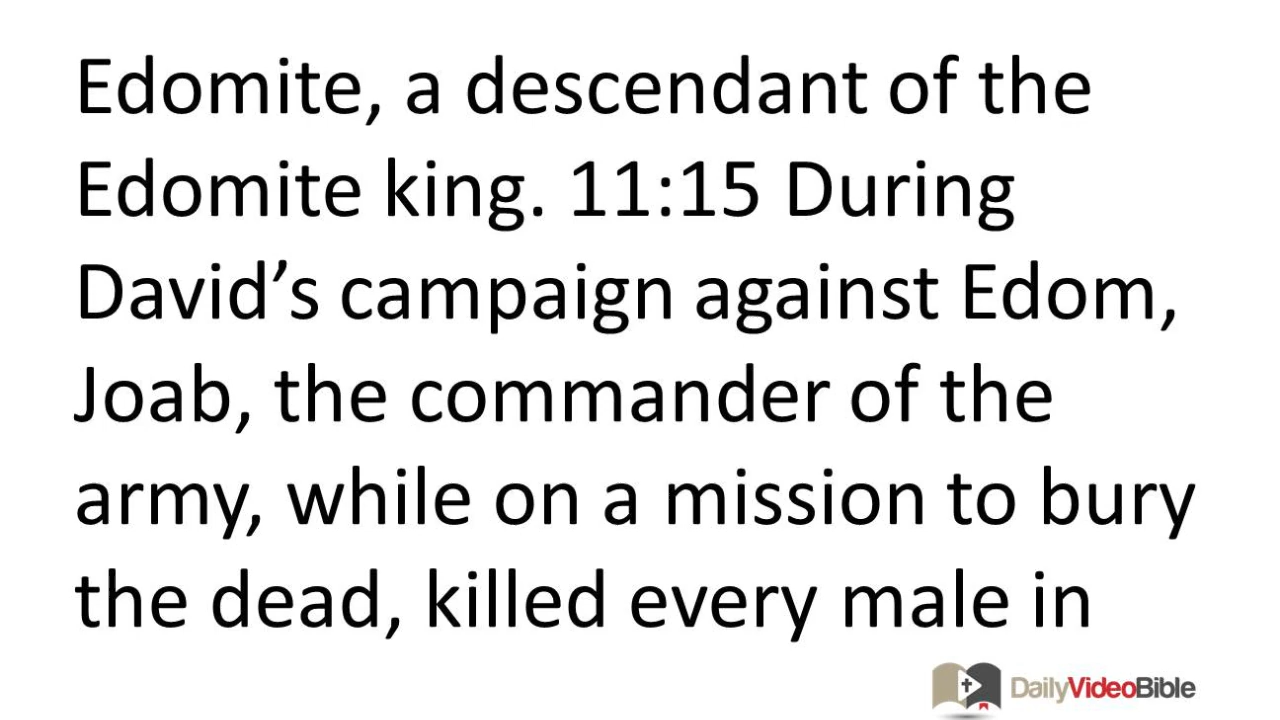 Edomite, a descendant of the
Edomite king. 11:15 During
David’s campaign against Edom,
Joab, the commander of the
army, while on a mission to bury
the dead, killed every male in
DailyVideoBible